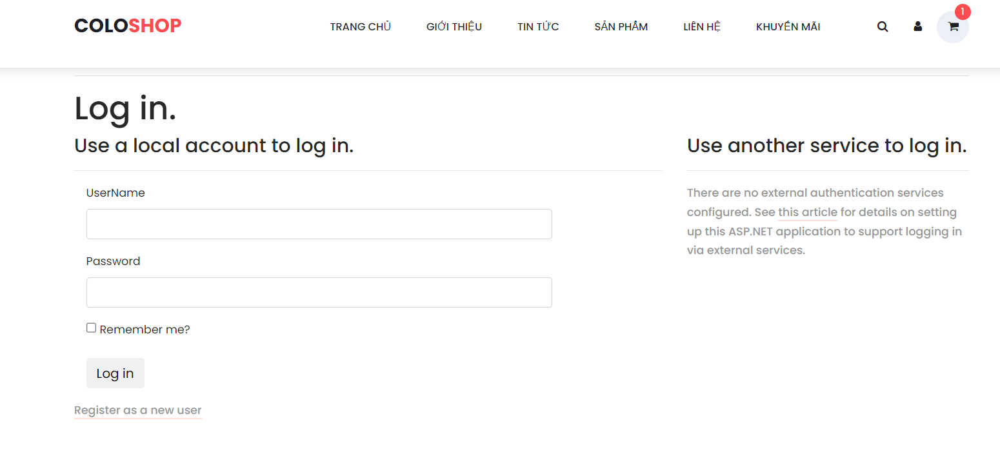 COLOSHOP
TRANG CHỦ GIỚI THIỆU TIN TỨC SẢN PHẨM LIÊN HỆ KHUYẾN MÃI 1
Log in.
Use a local account to log in.
UserName
Password
Remember me?
Log in
Register as a new user
Use another service to log in.
There are no external authentication services
configured. See this article for details on setting
up this ASP.NET application to support logging in
via external services.